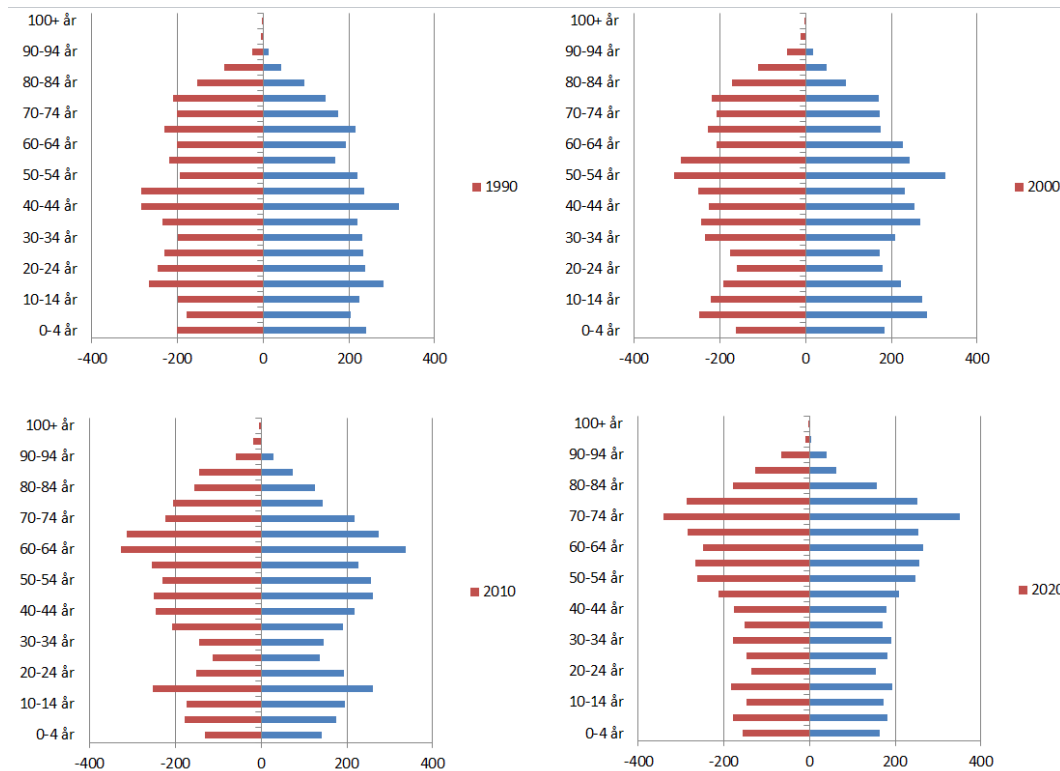 100+ år
90-94 år
80-84 år
70-74 år
60-64 år
50-54 år
40-44 år
30-34 år
20-24 år
10-14 år
0-4 år
-400 -200 0 200 400
1990
100+ år
90-94 år
80-84 år
70-74 år
60-64 år
50-54 år
40-44 år
30-34 år
20-24 år
10-14 år
0-4 år
-400 -200 0 200 400
2000
100+ år
90-94 år
80-84 år
70-74 år
60-64 år
50-54 år
40-44 år
30-34 år
20-24 år
10-14 år
0-4 år
-400 -200 0 200 400
2010
100+ år
90-94 år
80-84 år
70-74 år
60-64 år
50-54 år
40-44 år
30-34 år
20-24 år
10-14 år
0-4 år
-400 -200 0 200 400
2020